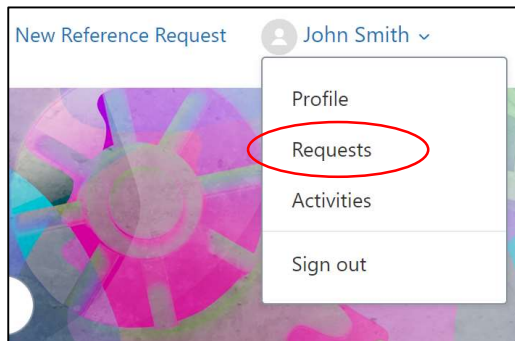 New Reference Request John Smith
Profile
Requests
Activities
Sign out